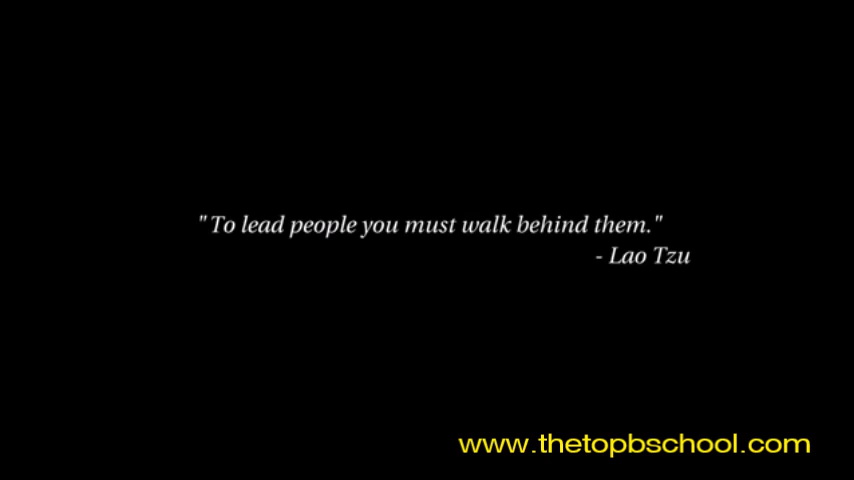 "To lead people you must walk behind them."
- Lao Tzu
www.thetopbschool.com